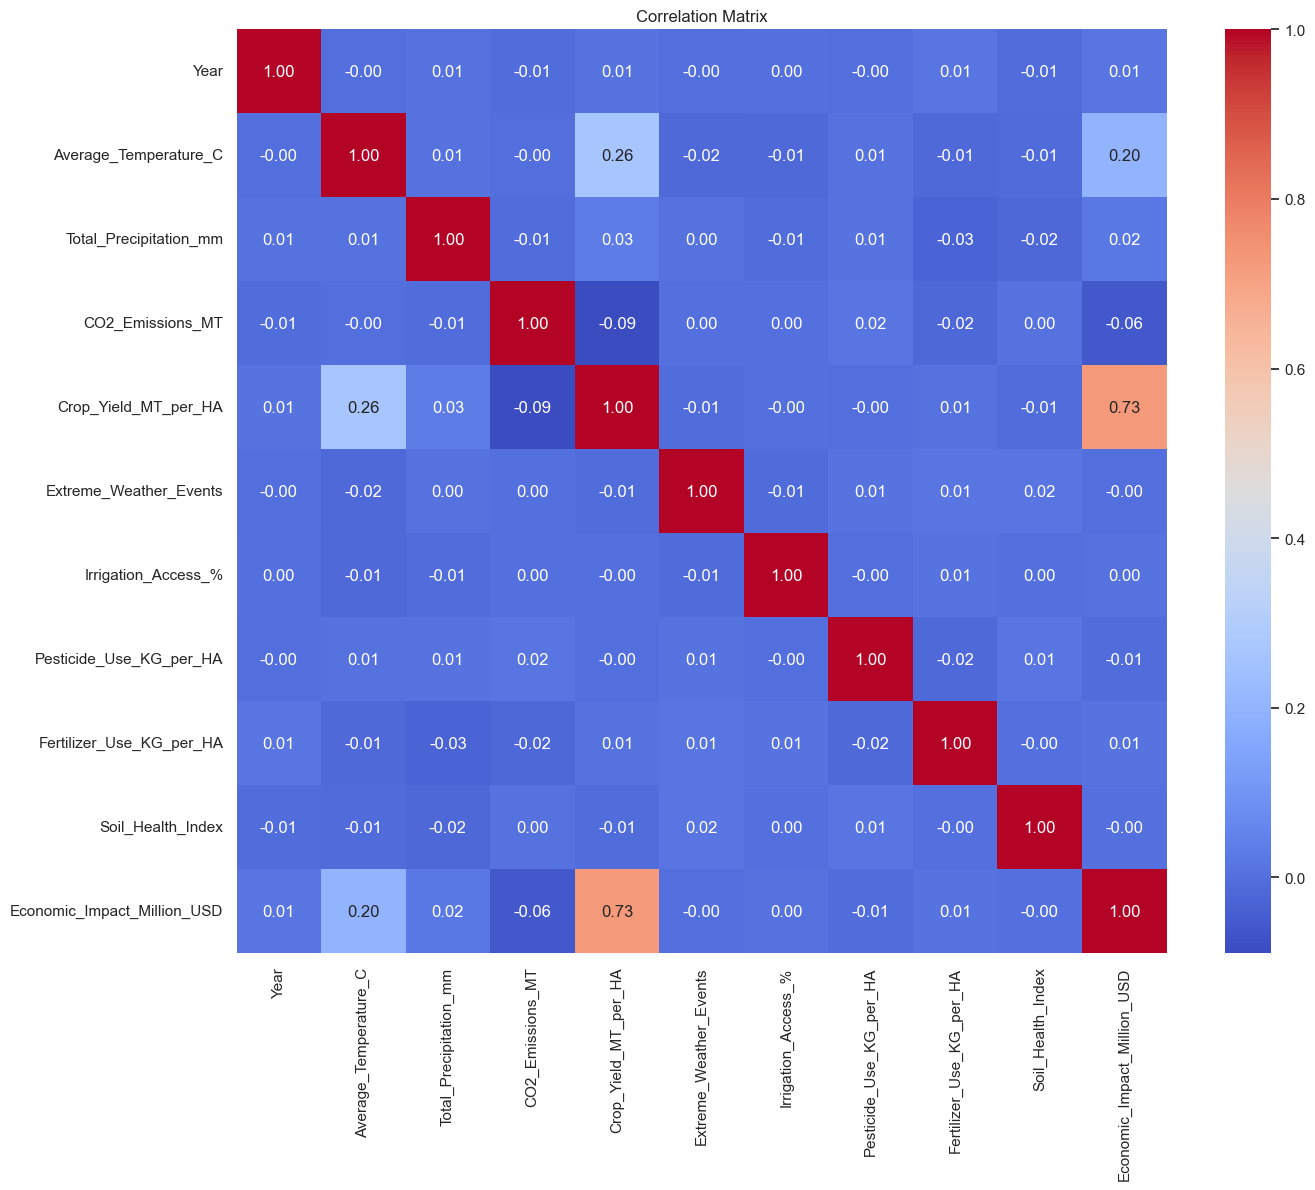 Correlation Matrix
Year 1.00 -0.00 0.01 -0.01 0.01 -0.00 0.00 -0.00 0.01 -0.01 0.01
Average_Temperature_C -0.00 1.00 0.01 -0.00 0.26 -0.02 -0.01 0.01 -0.01 -0.01 0.20
Total_Precipitation_mm 0.01 0.01 1.00 -0.01 0.03 0.00 -0.01 0.01 -0.03 -0.02 0.02
CO2_Emissions_MT -0.01 -0.00 -0.01 1.00 -0.09 0.00 0.00 0.02 -0.02 0.00 -0.06
Crop_Yield_MT_per_HA 0.01 0.26 0.03 -0.09 1.00 -0.01 -0.00 -0.00 0.01 -0.01 0.73
Extreme_Weather_Events -0.00 -0.02 0.00 0.00 -0.01 1.00 -0.01 0.01 0.01 0.02 -0.00
Irrigation_Access_% 0.00 -0.01 -0.01 0.00 -0.00 -0.01 1.00 -0.00 0.01 0.00 0.00
Pesticide_Use_KG_per_HA -0.00 0.01 0.01 0.02 -0.00 0.01 -0.00 1.00 -0.02 0.01 -0.01
Fertilizer_Use_KG_per_HA 0.01 -0.01 -0.03 -0.02 0.01 0.01 0.01 -0.02 1.00 -0.00 0.01
Soil_Health_Index -0.01 -0.01 -0.02 0.00 -0.01 0.02 0.00 0.01 -0.00 1.00 -0.00
Economic_Impact_Million_USD 0.01 0.20 0.02 -0.06 0.73 -0.00 0.00 -0.01 0.01 -0.00 1.00
Year
Average_Temperature_C
Total_Precipitation_mm
CO2_Emissions_MT
Crop_Yield_MT_per_HA
Extreme_Weather_Events
Irrigation_Access_%
Pesticide_Use_KG_per_HA
Fertilizer_Use_KG_per_HA
Soil_Health_Index
Economic_Impact_Million_USD
1.0
0.8
0.6
0.4
0.2
0.0